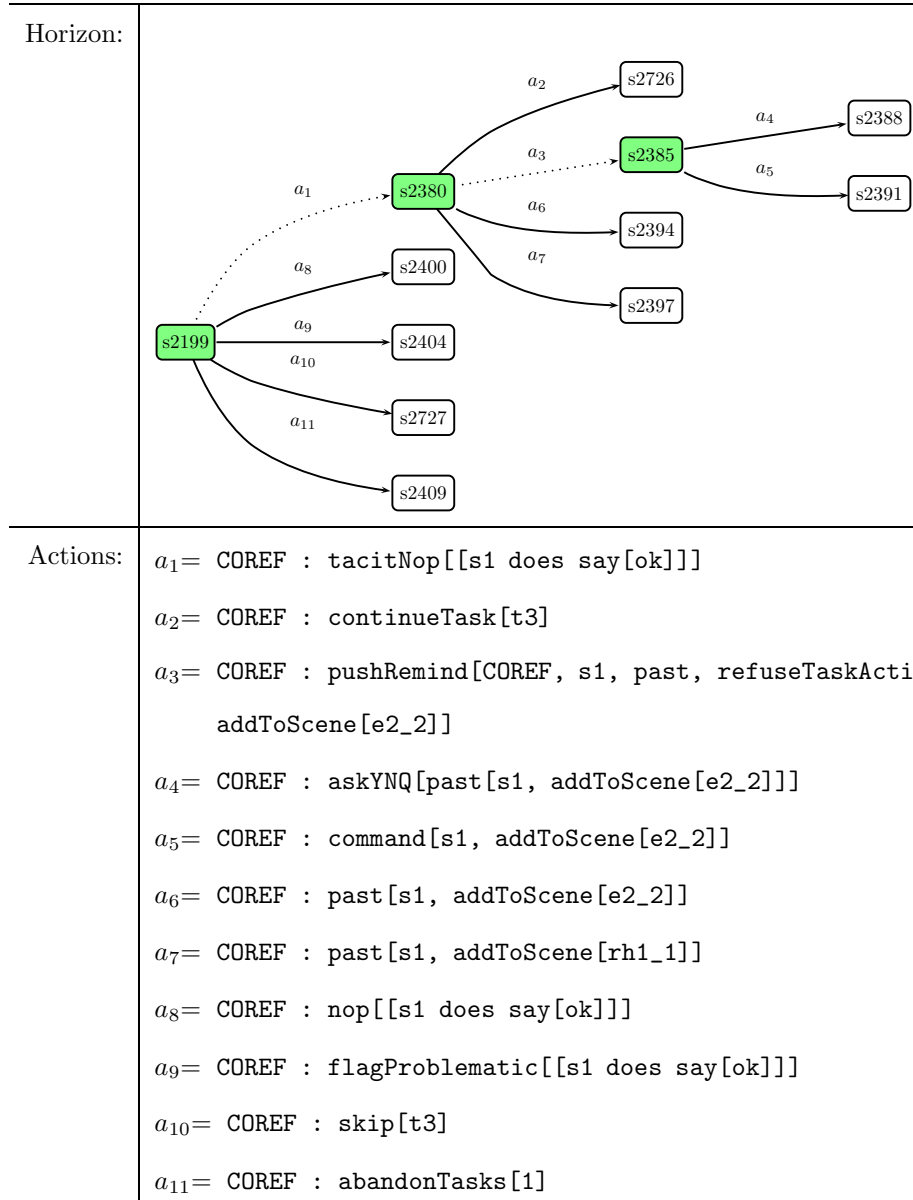 Horizon:
s2726
a2
s2388
a4
a3
s2385
a1
s2380
a5
s2391
a6
s2394
a7
a8
s2400
s2397
a9
s2199
s2404
a10
s2727
a11
s2409
Actions:
a1= COREF : tacitNop[[s1 does say[ok]]]
a2= COREF : continueTask[t3]
a3= COREF : pushRemind[COREF, s1, past, refuseTaskActi
addToScene[e2_2]]
a4= COREF : askYNQ[past[s1, addToScene[e2_2]]]
a5= COREF : command[s1, addToScene[e2_2]]
a6= COREF : past[s1, addToScene[e2_2]]
a7= COREF : past[s1, addToScene[rh1_1]]
a8= COREF : nop[[s1 does say[ok]]]
a9= COREF : flagProblematic[[s1 does say[ok]]]
a10= COREF : skip[t3]
a11= COREF : abandonTasks[1]